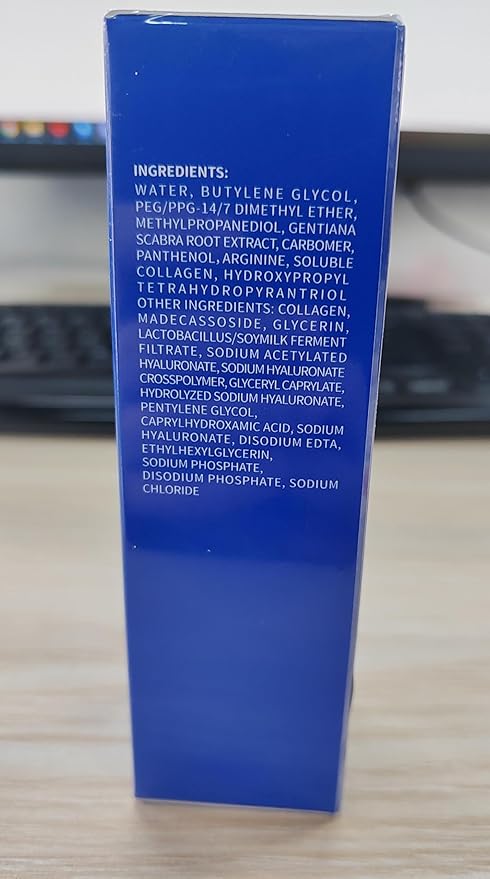 INGREDIENTS:
WATER, BUTYLENE GLYCOL,
PEG/PPG-14/7 DIMETHYL ETHER,
METHYLPROPANEDIOL, GENTIANA
SCABRA ROOT EXTRACT, CARBOMER,
PANTHENOL, ARGININE, SOLUBLE
COLLAGEN, HYDROXYPROPYL
TETRAHYDROPYRANTRIOL
OTHER INGREDIENTS: COLLAGEN,
MADECASSOSIDE, GLYCERIN,
LACTOBACILLUS/SOYMILK FERMENT
FILTRATE, SODIUM ACETYLATED
HYALURONATE, SODIUM HYALURONATE
CROSSPOLYMER, GLYCERYL CAPRYLATE,
HYDROLYZED SODIUM HYALURONATE,
PENTYLENE GLYCOL,
CAPRYLHYDROXAMIC ACID, SODIUM
HYALURONATE, DISODIUM EDTA,
ETHYLHEXYLGLYCERIN,
SODIUM PHOSPHATE,
DISODIUM PHOSPHATE, SODIUM
CHLORIDE